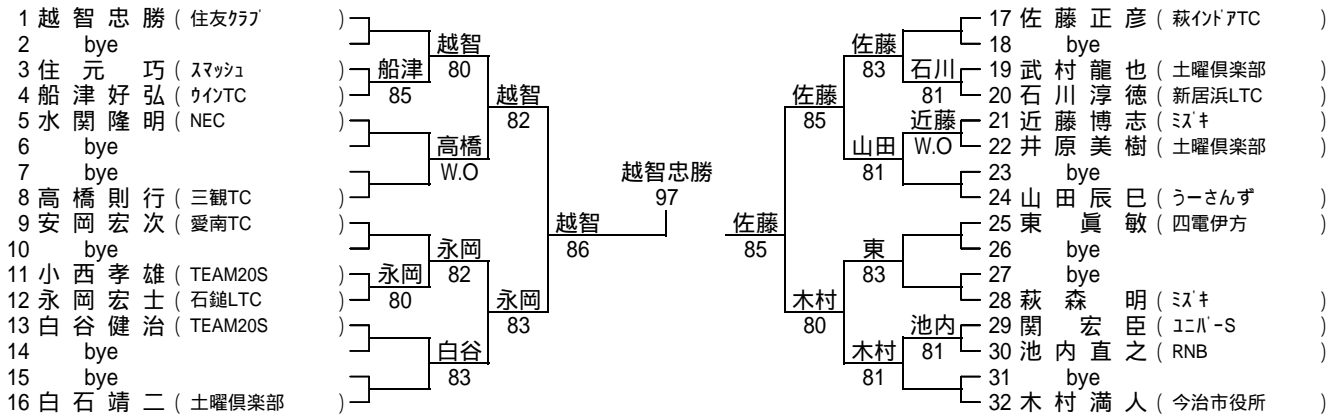 1 越智忠勝 ( 住友ｸﾗﾌﾞ )
2 bye
3 住元 巧 ( ｽﾏｯｼｭ )
4 船津好弘 ( ｳｲﾝTC )
5 水関隆明 ( NEC )
6 bye
7 bye
8 高橋則行 ( 三観TC )
9 安岡宏次 ( 愛南TC )
10 bye
11 小西孝雄 ( TEAM20S )
12 永岡宏士 ( 石鎚LTC )
13 白谷健治 ( TEAM20S )
14 bye
15 bye
16 白石靖二 ( 土曜倶楽部 )
船津
85
永岡
80
越智
80
高橋
W.O
永岡
82
白谷
83
越智
82
永岡
83
越智
86
越智忠勝
97
佐藤
85
佐藤
85
木村
80
佐藤
83
山田
81
東
83
木村
81
石川
81
近藤
W.O
池内
81
17 佐藤正彦 ( 萩ｲﾝﾄﾞｱTC )
18 bye
19 武村龍也 ( 土曜倶楽部 )
20 石川淳徳 ( 新居浜LTC )
21 近藤博志 ( ﾐｽﾞｷ )
22 井原美樹 ( 土曜倶楽部 )
23 bye
24 山田辰巳 ( うーさんず )
25 東 眞敏 ( 四電伊方 )
26 bye
27 bye
28 萩森 明 ( ﾐｽﾞｷ )
29 関 宏臣 ( ﾕﾆﾊﾞｰS )
30 池内直之 ( RNB )
31 bye
32 木村満人 ( 今治市役所 )